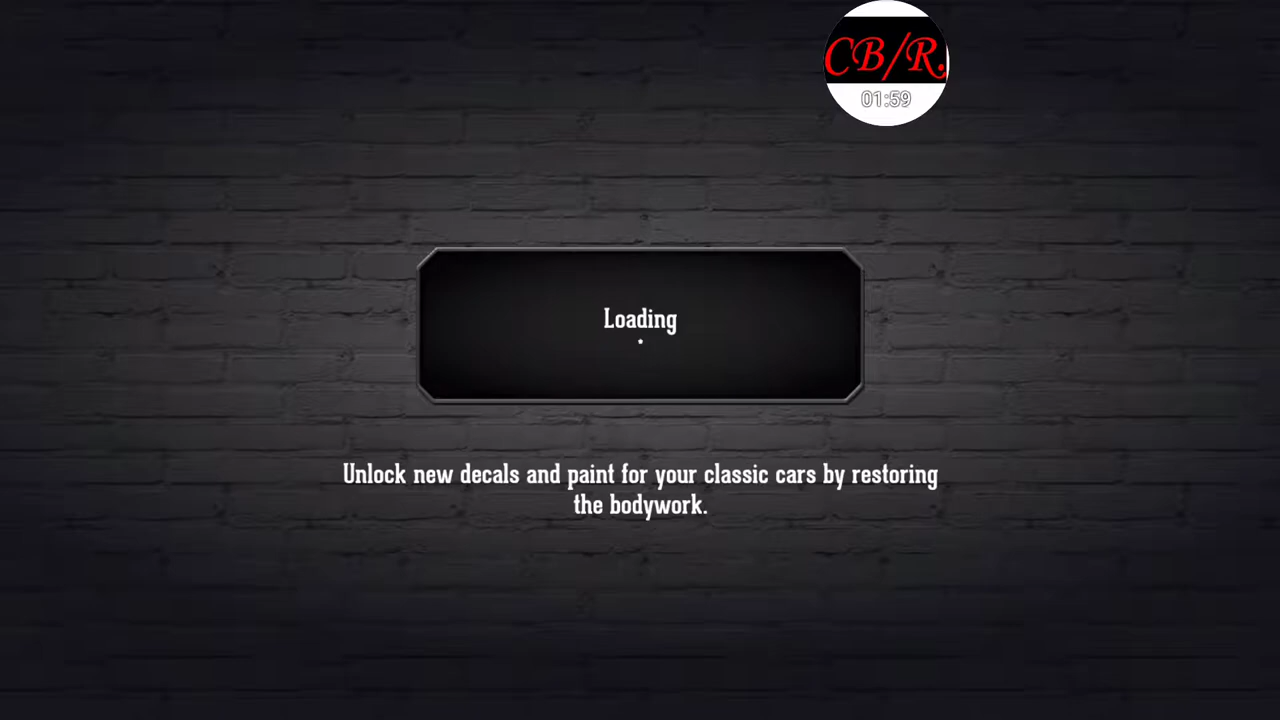 CB/R.
01:59
Loading
Unlock new decals and paint for your classic cars by restoring
the bodywork.